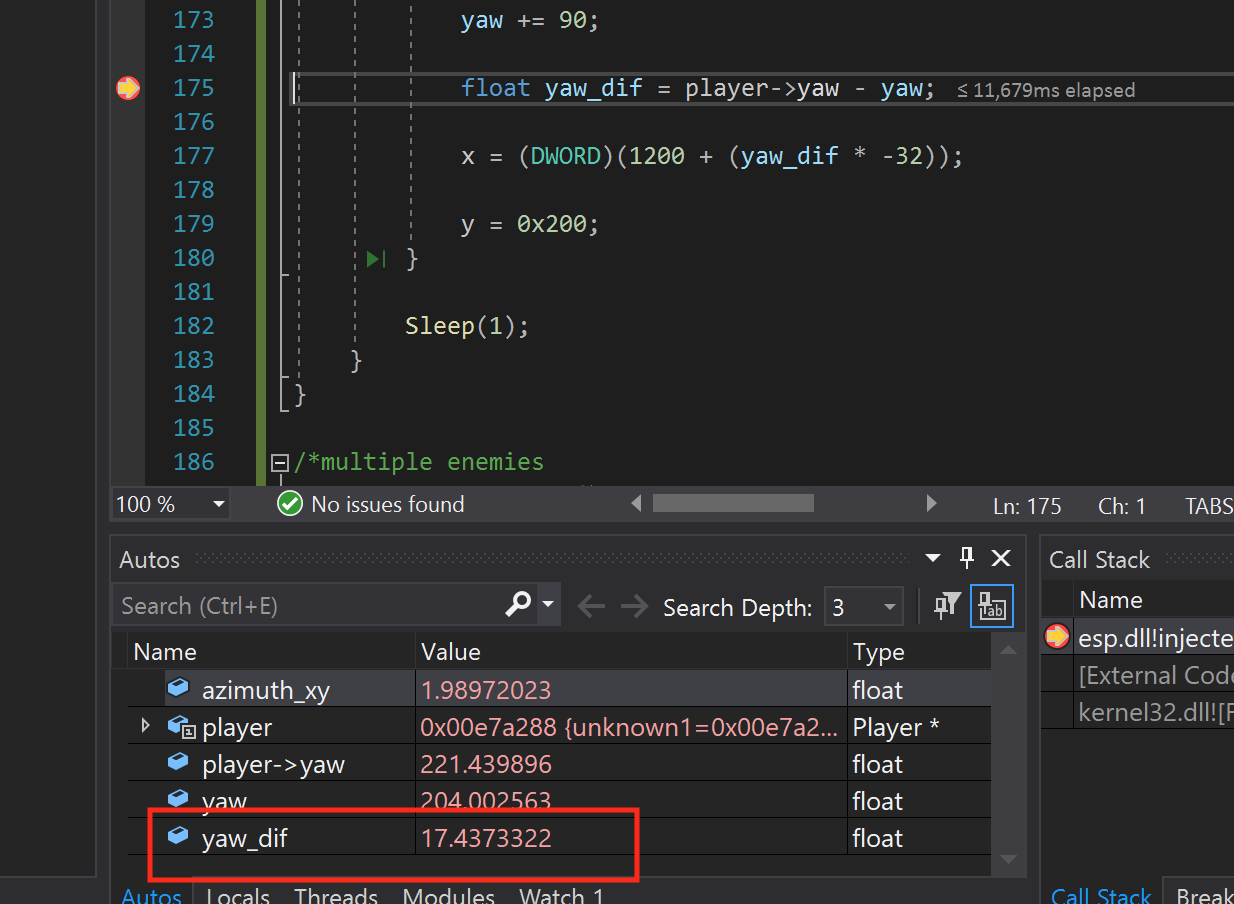 173 yaw += 90;
174
175 float yaw_dif = player->yaw - yaw; ≤ 11,679ms elapsed
176
177 x = (DWORD)(1200 + (yaw_dif * -32));
178
179 y = 0x200;
180 }
181
182 Sleep(1);
183 }
184 }
185
186 /*multiple enemies
100 % No issues found Ln: 175 Ch: 1 TABS
Autos
Search (Ctrl+E) Search Depth: 3
Name Value Type
azimuth_xy 1.98972023 float
player 0x00e7a288 {unknown1=0x00e7a2... Player *
player->yaw 221.439896 float
yaw 204.002563 float
yaw_dif 17.4373322 float
Autos Locals Threads Modules Watch 1
Call Stack
Name
esp.dll!injecte
[External Code
kernel32.dll![F
Call Stack Break